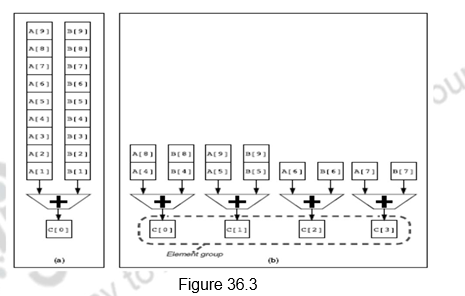 A[9] B[9]
A[8] B[8]
A[7] B[7]
A[6] B[6]
A[5] B[5]
A[4] B[4]
A[3] B[3]
A[2] B[2]
A[1] B[1]
+
C[0]
(a)
A[8] B[8] A[9] B[9]
A[4] B[4] A[5] B[5] A[6] B[6] A[7] B[7]
+ + + +
C[0] C[1] C[2] C[3]
Element group
(b)
Figure 36.3